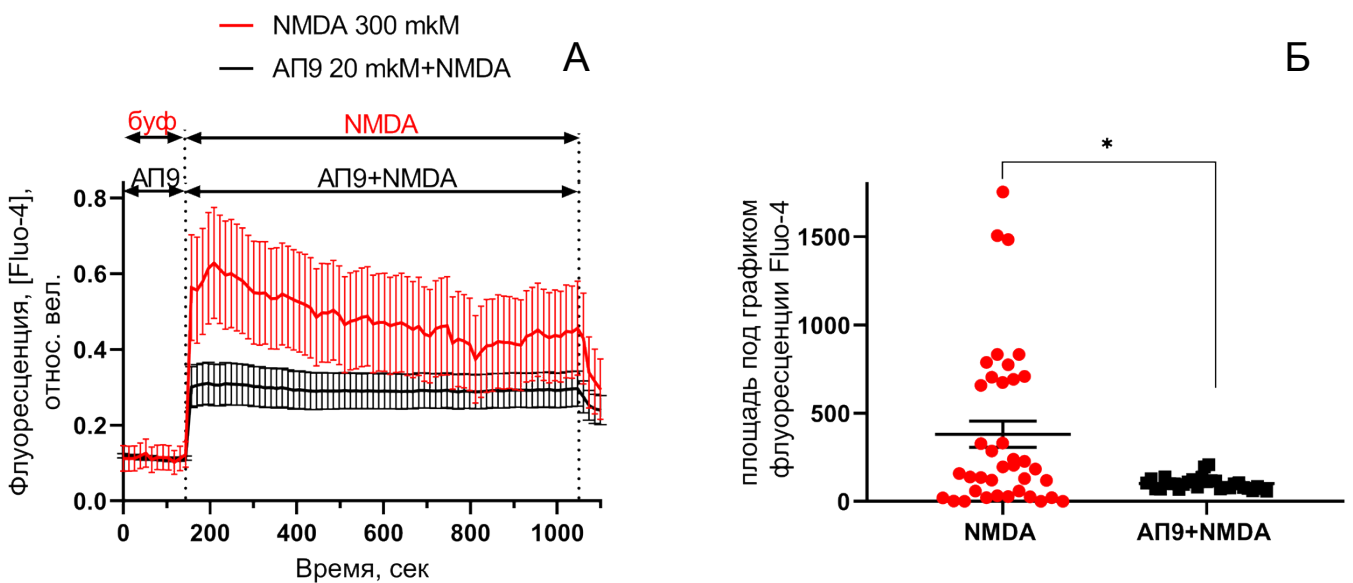 NMDA 300 mkM
АП9 20 mkM+NMDA
А
буф
NMDA
АП9
АП9+NMDA
Флуоресценция, [Fluo-4],
относ. вел.
0.8
0.6
0.4
0.2
0.0
0
200
400
600
800
1000
Время, сек
Б
*
площадь под графиком
флуоресценции Fluo-4
1500
1000
500
0
NMDA
АП9+NMDA